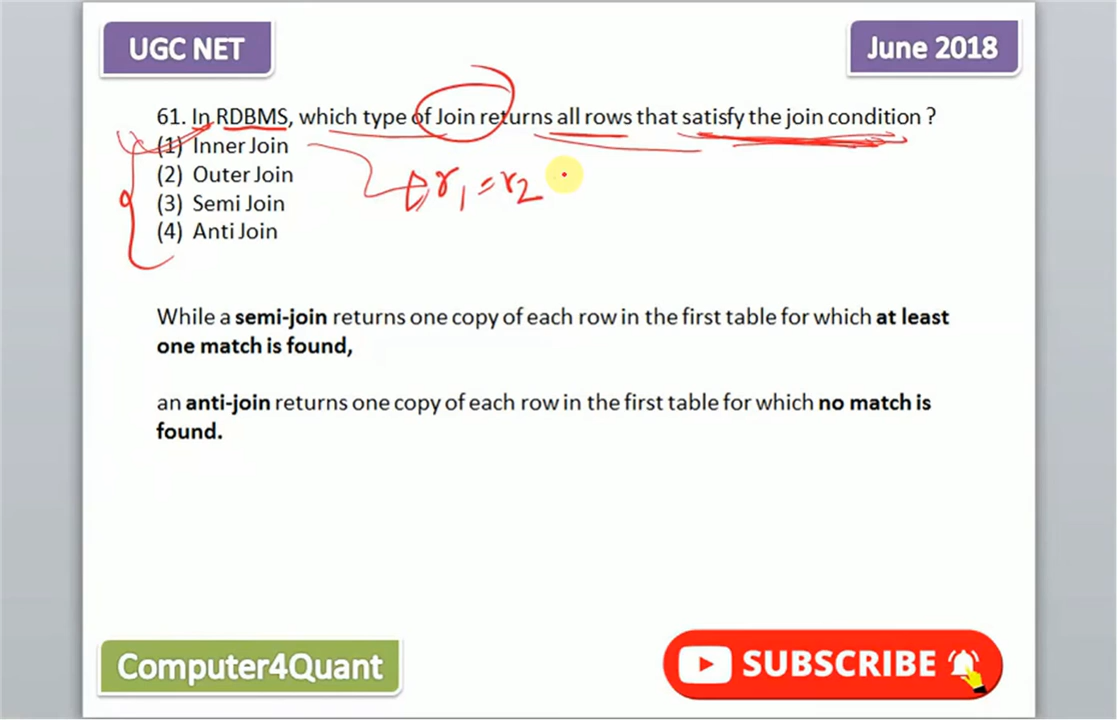 UGC NET
June 2018
61. In RDBMS, which type of Join returns all rows that satisfy the join condition ?
(1) Inner Join
(2) Outer Join
(3) Semi Join
(4) Anti Join
r1 = r2
While a semi-join returns one copy of each row in the first table for which at least
one match is found,
an anti-join returns one copy of each row in the first table for which no match is
found.
Computer4Quant
SUBSCRIBE